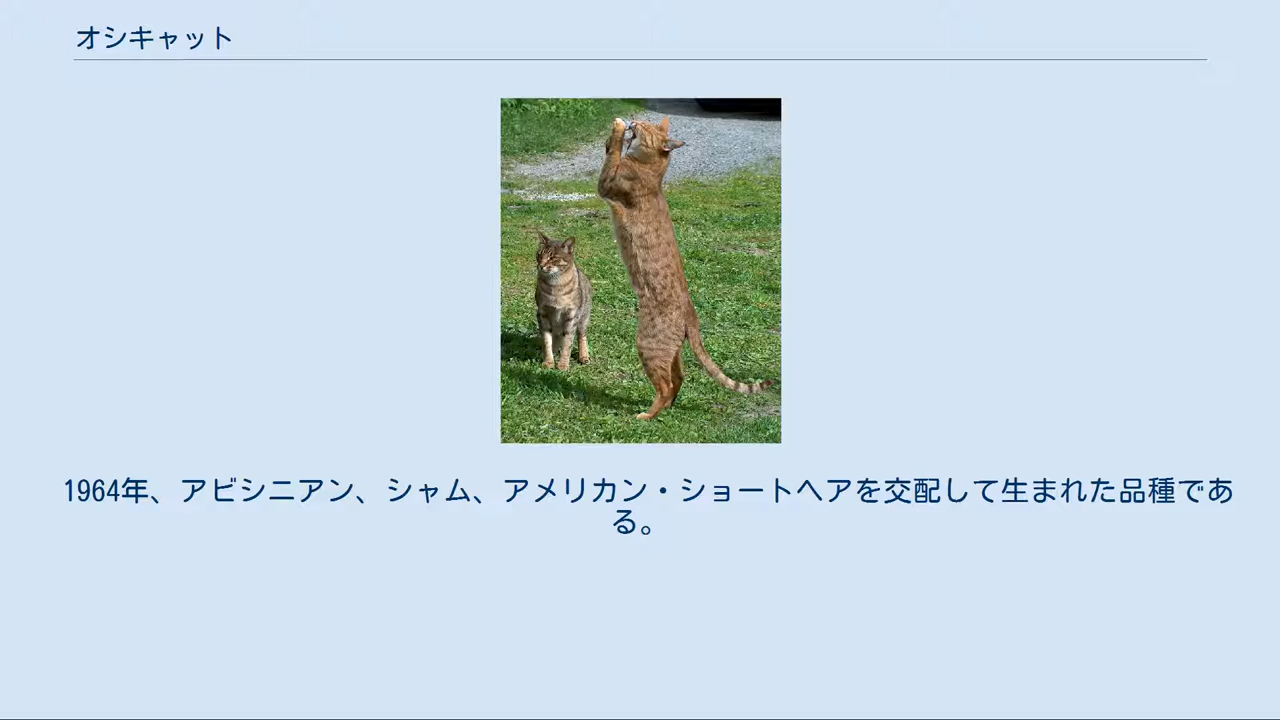 オシキャット
1964年、アビシニアン、シャム、アメリカン・ショートヘアを交配して生まれた品種であ
る。